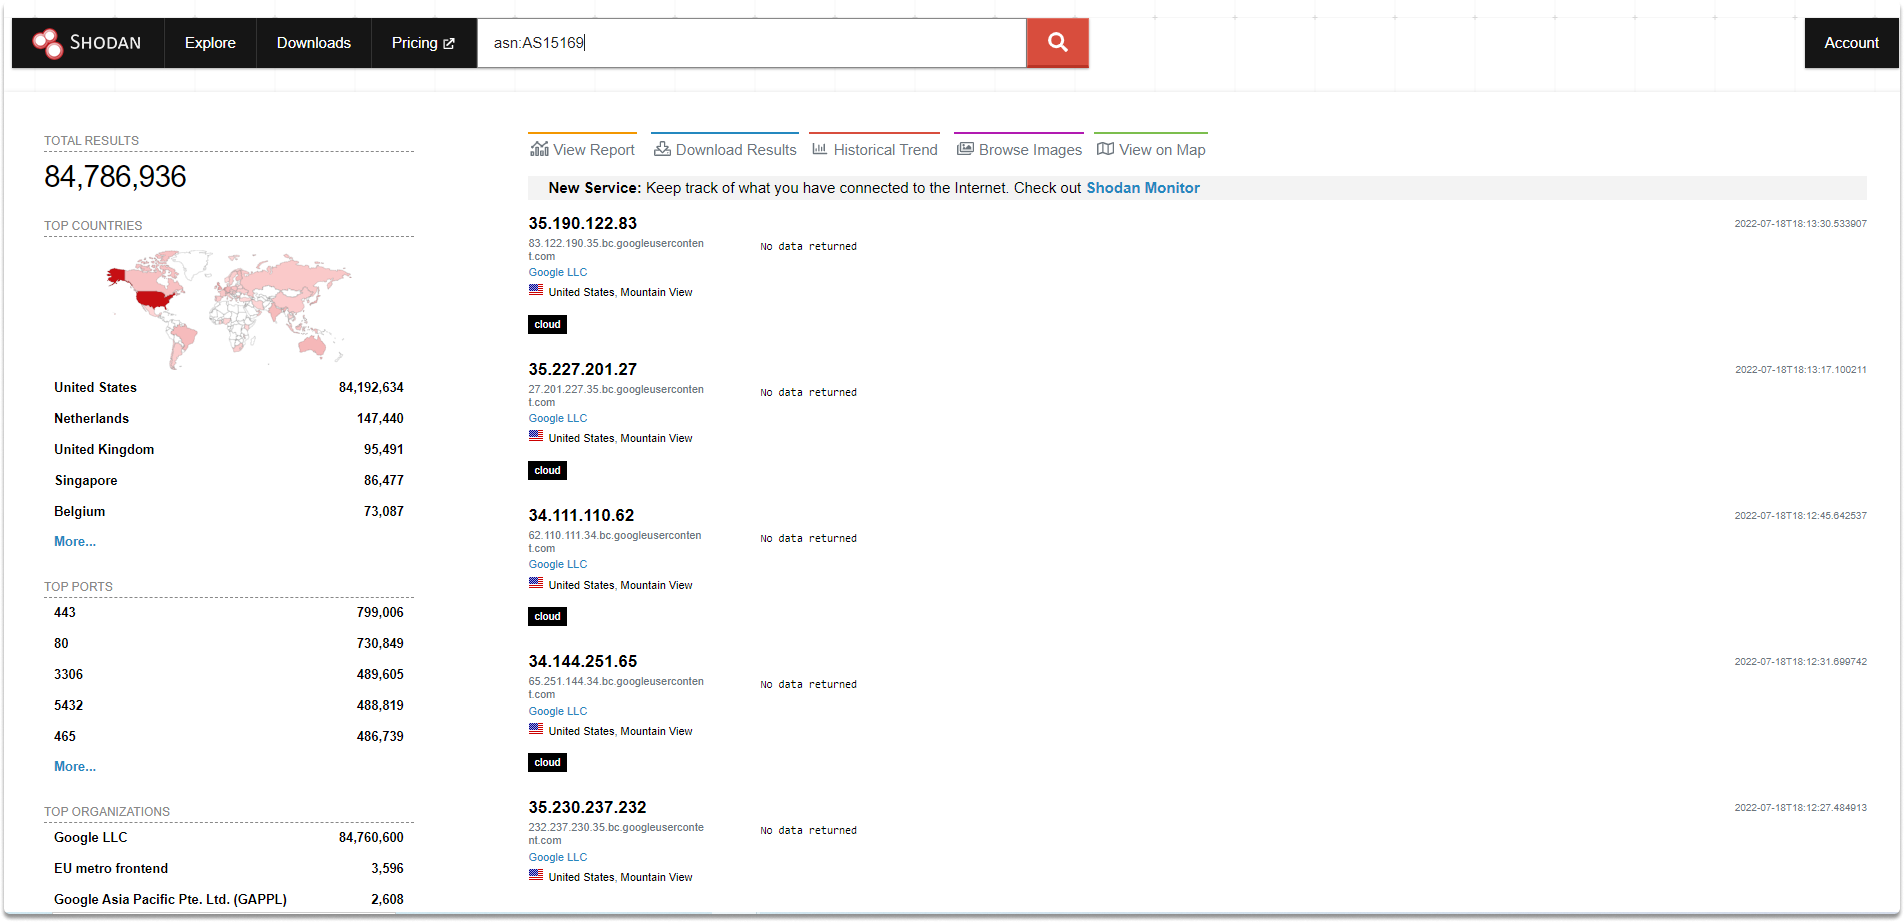 SHODAN Explore Downloads Pricing asn:AS15169 Account
TOTAL RESULTS
84,786,936
TOP COUNTRIES
United States 84,192,634
Netherlands 147,440
United Kingdom 95,491
Singapore 86,477
Belgium 73,087
More...
TOP PORTS
443 799,006
80 730,849
3306 489,605
5432 488,819
465 486,739
More...
TOP ORGANIZATIONS
Google LLC 84,760,600
EU metro frontend 3,596
Google Asia Pacific Pte. Ltd. (GAPPL) 2,608
View Report Download Results Historical Trend Browse Images View on Map
New Service: Keep track of what you have connected to the Internet. Check out Shodan Monitor
35.190.122.83 2022-07-18T18:13:30.533907
83.122.190.35.bc.googleuserconten
t.com
No data returned
Google LLC
United States, Mountain View
cloud
35.227.201.27 2022-07-18T18:13:17.100211
27.201.227.35.bc.googleuserconten
t.com
No data returned
Google LLC
United States, Mountain View
cloud
34.111.110.62 2022-07-18T18:12:45.642537
62.110.111.34.bc.googleuserconten
t.com
No data returned
Google LLC
United States, Mountain View
cloud
34.144.251.65 2022-07-18T18:12:31.699742
65.251.144.34.bc.googleuserconten
t.com
No data returned
Google LLC
United States, Mountain View
cloud
35.230.237.232 2022-07-18T18:12:27.484913
232.237.230.35.bc.googleuserconte
nt.com
No data returned
Google LLC
United States, Mountain View